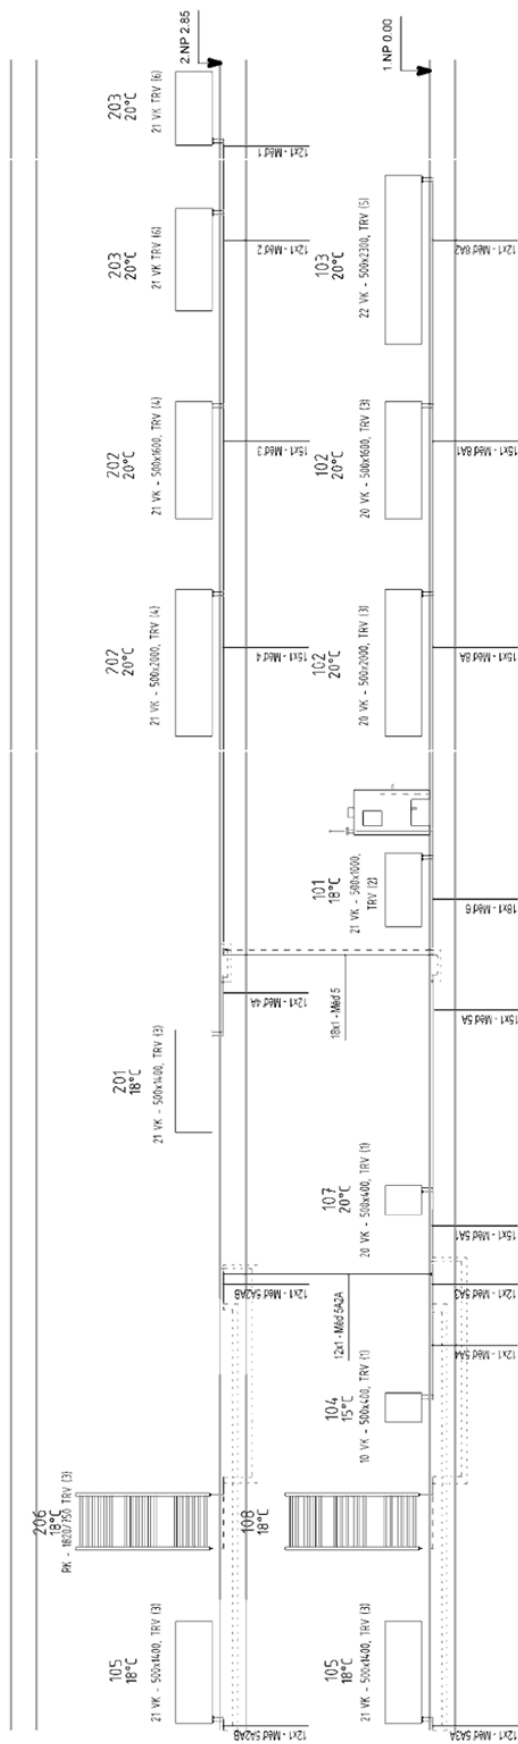 2.NP 2.85
203
20°C
21 VK TRV (6)
12x1 - Měď 1
203
20°C
21 VK TRV (6)
12x1 - Měď 2
202
20°C
21 VK - 500x1600, TRV (4)
15x1 - Měď 3
202
20°C
21 VK - 500x2000, TRV (4)
15x1 - Měď 4
12x1 - Měď 4A
201
18°C
21 VK - 500x1400, TRV (3)
18x1 - Měď 5
12x1 - Měď 5A2AB
12x1 - Měď 5A2A
206
18°C
RK - 1820/750 TRV (3)
105
18°C
21 VK - 500x1400, TRV (3)
12x1 - Měď 5A2AB
1.NP 0.00
103
20°C
22 VK - 500x2300, TRV (5)
12x1 - Měď 8A2
102
20°C
20 VK - 500x1600, TRV (3)
15x1 - Měď 8A1
102
20°C
20 VK - 500x2000, TRV (3)
15x1 - Měď 8A
101
18°C
21 VK - 500x1000,
TRV (2)
18x1 - Měď 6
15x1 - Měď 5A
107
20°C
20 VK - 500x400, TRV (1)
15x1 - Měď 5A1
12x1 - Měď 5A3
12x1 - Měď 5A4
104
15°C
10 VK - 500x400, TRV (1)
108
18°C
105
18°C
21 VK - 500x1400, TRV (3)
12x1 - Měď 5A3A